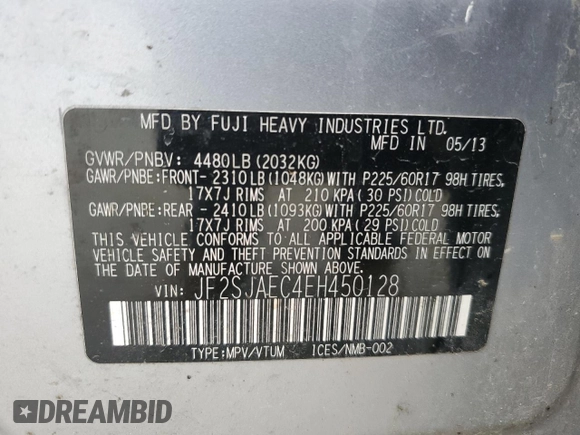 MFD BY FUJI HEAVY INDUSTRIES LTD.
MFD IN 05/13
GVWR/PNBV: 4480LB(2032KG)
GAWR/PNBE:FRONT- 2310LB(1048KG)WITH P225/60R17 98H TIRES,
17X7J RIMS AT 210 KPA( 30 PSI)COLD
GAWR/PNBE:REAR - 2410LB(1093KG)WITH P225/60R17 98H TIRES,
17X7J RIMS AT 200 KPA( 29 PSI)COLD
THIS VEHICLE CONFORMS TO ALL APPLICABLE FEDERAL MOTOR
VEHICLE SAFETY AND THEFT PREVENTION STANDARDS IN EFFECT
ON THE DATE OF MANUFACTURE SHOWN ABOVE.
VIN: JF2SJAEC4EH450128
TYPE:MPV/VTUM ICES/NMB-002
DREAMBID